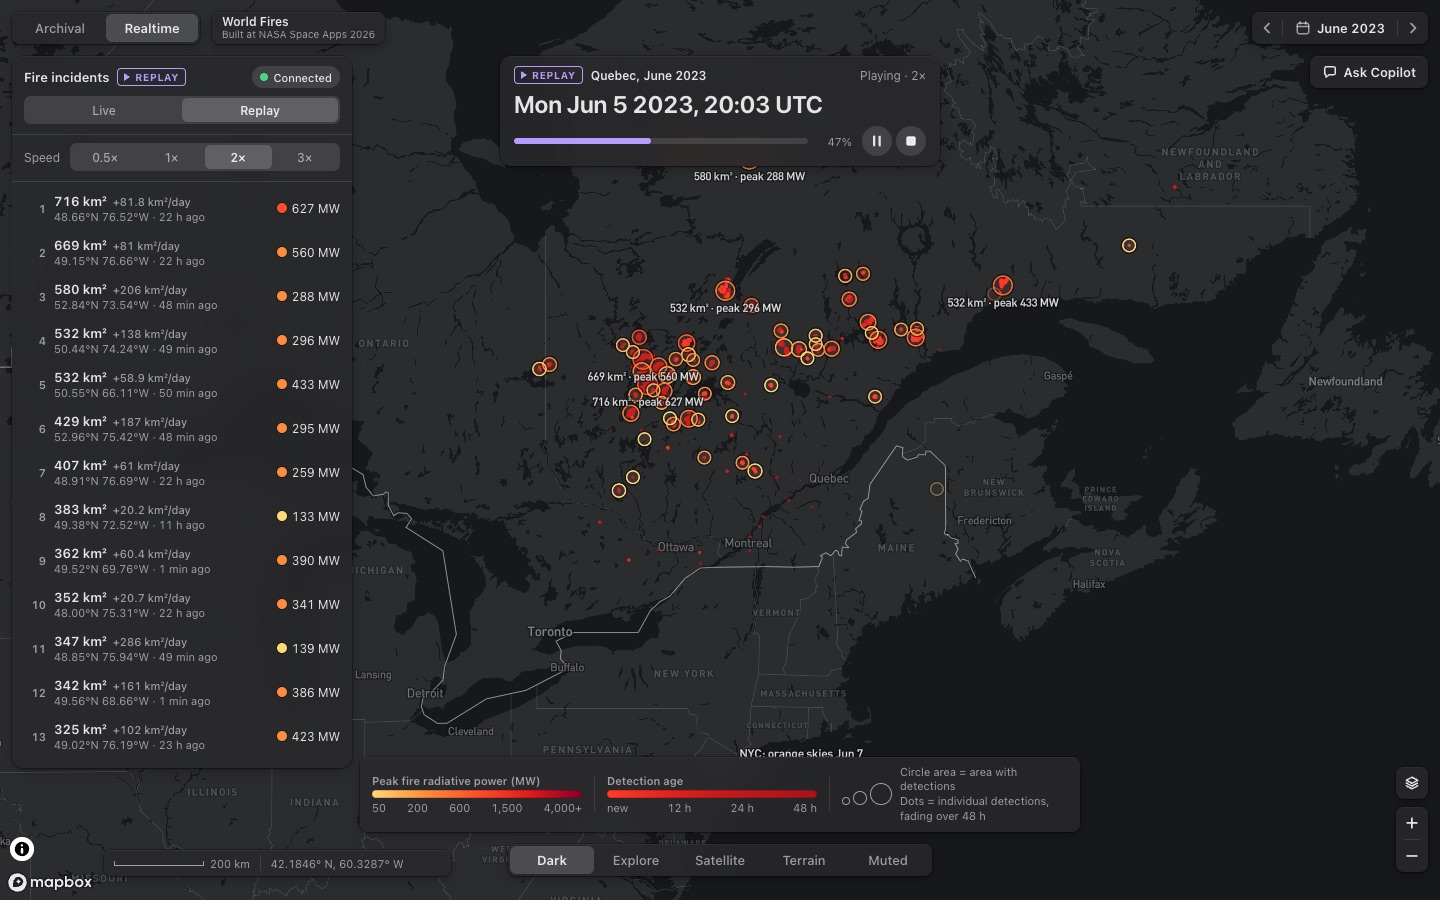 Archival
Realtime
World Fires
Built at NASA Space Apps 2026
June 2023
Ask Copilot
Fire incidents
REPLAY
Connected
Live
Replay
Speed
0.5×
1×
2×
3×
1 716 km² +81.8 km²/day 627 MW
48.66°N 76.52°W · 22 h ago
2 669 km² +81 km²/day 560 MW
49.15°N 76.66°W · 22 h ago
3 580 km² +206 km²/day 288 MW
52.84°N 73.54°W · 48 min ago
4 532 km² +138 km²/day 296 MW
50.44°N 74.24°W · 49 min ago
5 532 km² +58.9 km²/day 433 MW
50.55°N 66.11°W · 50 min ago
6 429 km² +187 km²/day 295 MW
52.96°N 75.42°W · 48 min ago
7 407 km² +61 km²/day 259 MW
48.91°N 76.69°W · 22 h ago
8 383 km² +20.2 km²/day 133 MW
49.38°N 72.52°W · 11 h ago
9 362 km² +60.4 km²/day 390 MW
49.52°N 69.76°W · 1 min ago
10 352 km² +20.7 km²/day 341 MW
48.00°N 75.31°W · 22 h ago
11 347 km² +286 km²/day 139 MW
48.85°N 75.94°W · 49 min ago
12 342 km² +161 km²/day 386 MW
49.56°N 68.66°W · 1 min ago
13 325 km² +102 km²/day 423 MW
49.02°N 76.19°W · 23 h ago
REPLAY Quebec, June 2023
Playing · 2×
Mon Jun 5 2023, 20:03 UTC
47%
580 km² · peak 288 MW
NEWFOUNDLAND
AND
LABRADOR
532 km² · peak 296 MW
532 km² · peak 433 MW
ONTARIO
669 km² · peak 560 MW
716 km² · peak 627 MW
Gaspé
Newfoundland
Quebec
NEW
BRUNSWICK
PRINCE
EDWARD
ISLAND
Fredericton
Ottawa
Montreal
MAINE
NOVA
SCOTIA
Halifax
VERMONT
Toronto
Buffalo
NEW YORK
Lansing
Detroit
MASSACHUSETTS
CONNECTICUT
Cleveland
PENNSYLVANIA
NYC: orange skies Jun 7
ILLINOIS
INDIANA
Peak fire radiative power (MW)
50 200 600 1,500 4,000+
Detection age
new 12 h 24 h 48 h
Circle area = area with
detections
Dots = individual detections,
fading over 48 h
200 km
42.1846° N, 60.3287° W
Dark
Explore
Satellite
Terrain
Muted
mapbox